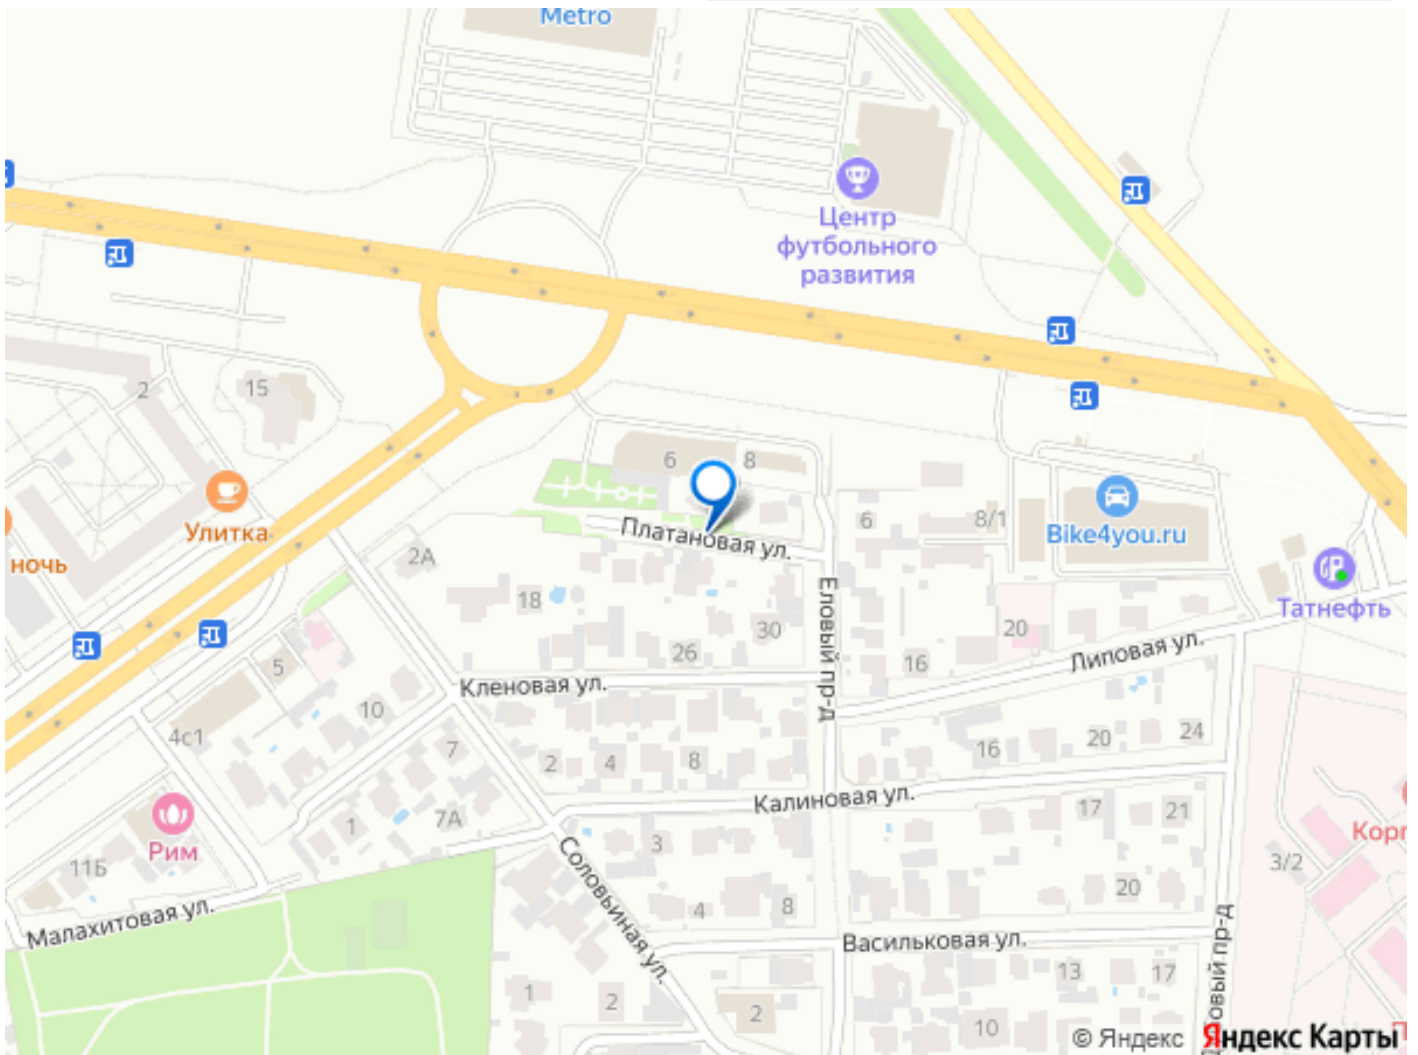 Metro
Центр
футбольного
развития
2
15
6
8
Улитка
ночь
Платановая ул.
6
8/1
Bike4you.ru
2А
Татнефть
18
30
26
20
16
Еловый пр-д
Липовая ул.
Кленовая ул.
5
10
4с1
7
2
4
8
16
20
24
Калиновая ул.
7А
1
3
17
21
Рим
11Б
3/2
20
Соловьиная ул.
4
8
Малахитовая ул.
Васильковая ул.
13
17
1
2
2
10
© Яндекс
Яндекс Карты